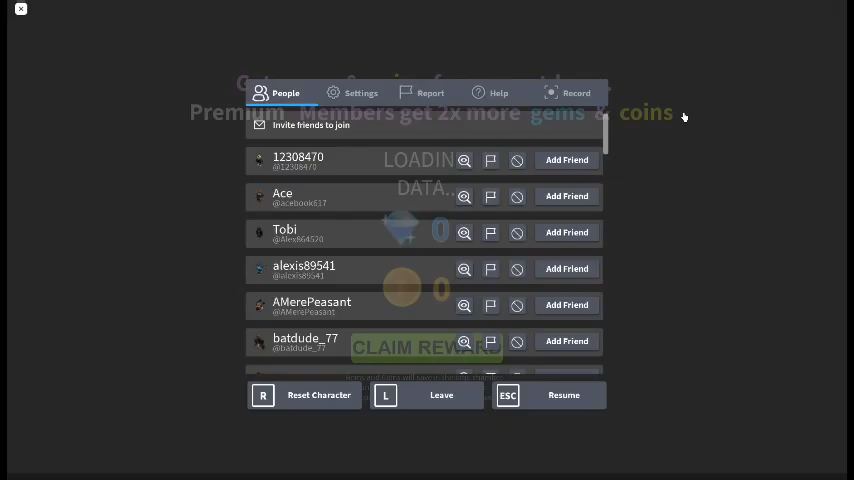 People Settings Report Help Record
Premium Members get 2x more gems & coins
Invite friends to join
12308470
@12308470
Add Friend
LOADIN
DATA..
Ace
@acebook617
Add Friend
Tobi
@Alex864520
Add Friend
0
alexis89541
@alexis89541
Add Friend
0
AMerePeasant
@AMerePeasant
Add Friend
batdude_77
@batdude_77
Add Friend
CLAIM REWARD
R Reset Character L Leave ESC Resume